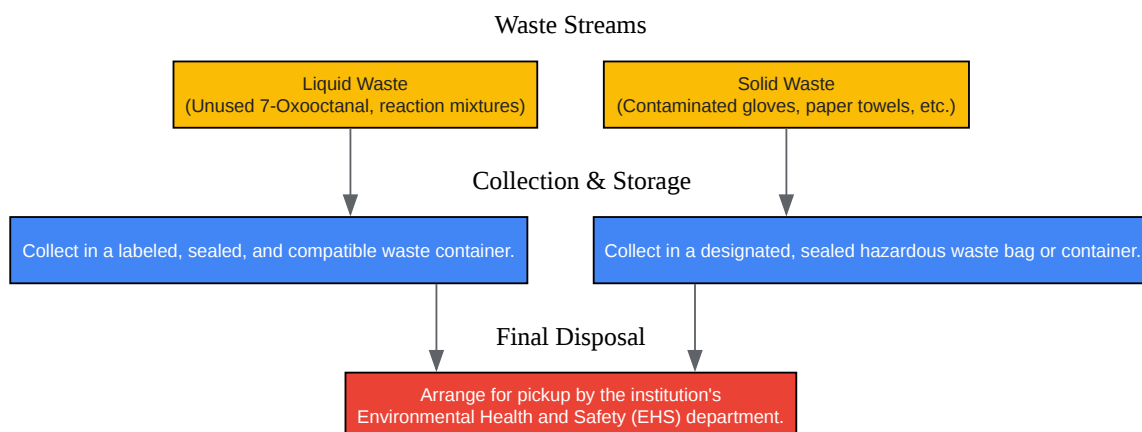 Waste Streams
Liquid Waste
(Unused 7-Oxooctanal, reaction mixtures)
Solid Waste
(Contaminated gloves, paper towels, etc.)
Collection & Storage
Collect in a labeled, sealed, and compatible waste container.
Collect in a designated, sealed hazardous waste bag or container.
Final Disposal
Arrange for pickup by the institution's
Environmental Health and Safety (EHS) department.